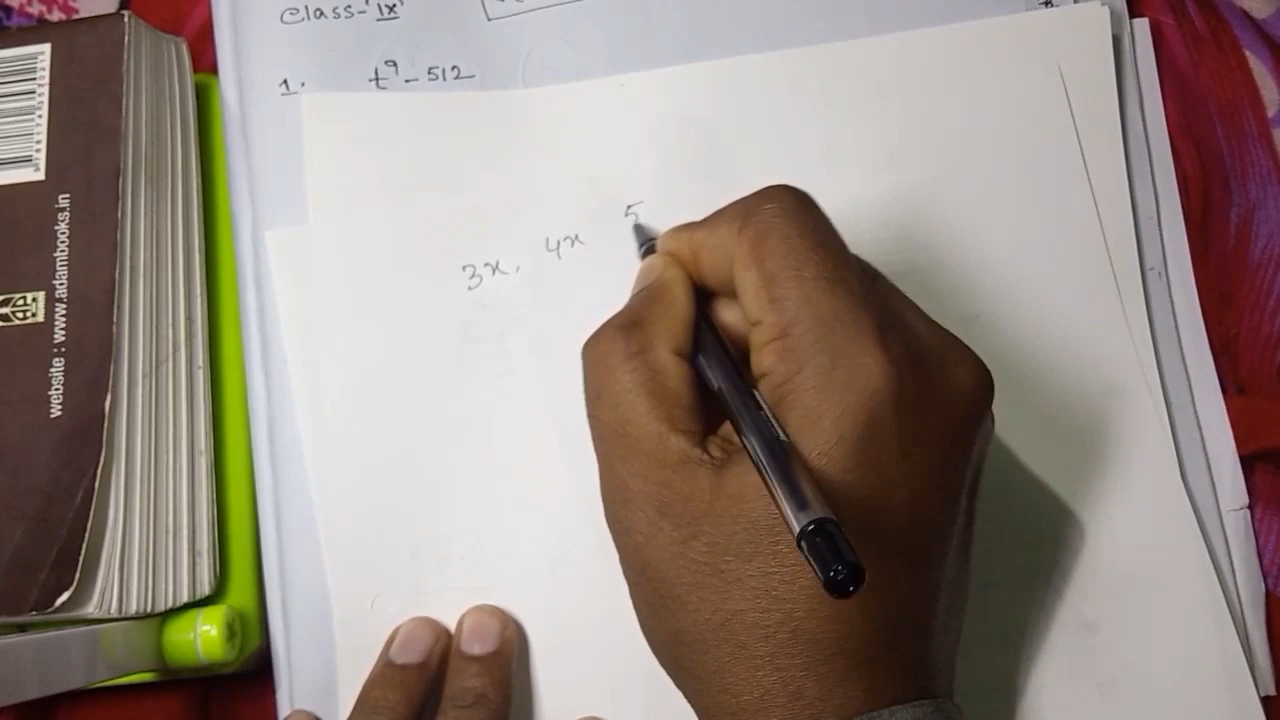 Class-'IX'
1. t⁹-512
3x, 4x 5
website : www.adambooks.in